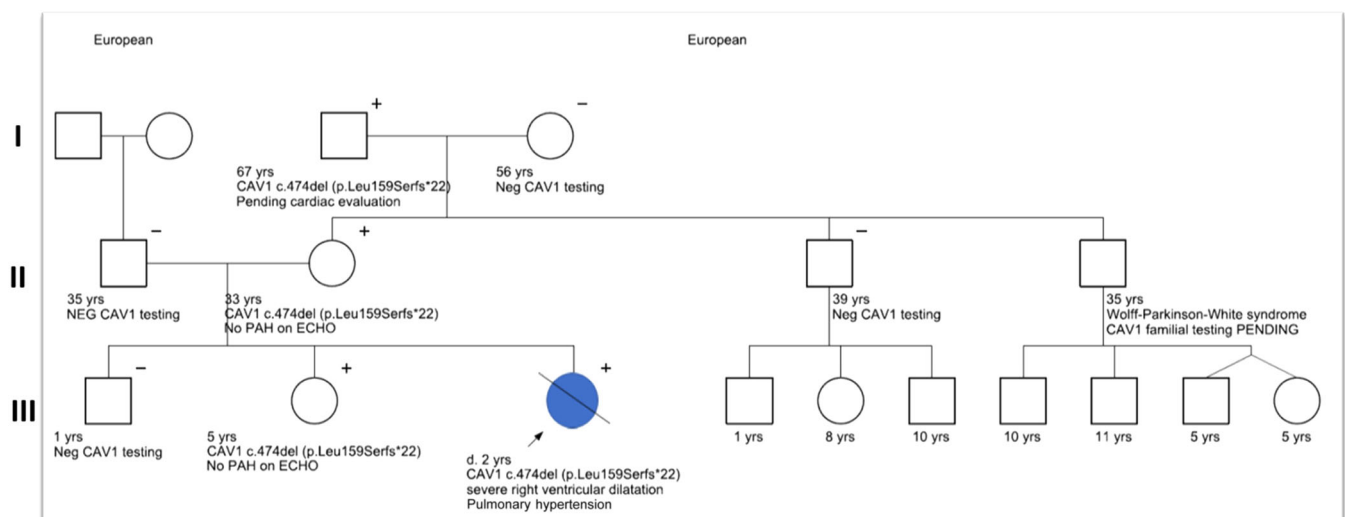 European
European
I
+
−
67 yrs
CAV1 c.474del (p.Leu159Serfs*22)
Pending cardiac evaluation
56 yrs
Neg CAV1 testing
II
−
+
−
35 yrs
NEG CAV1 testing
33 yrs
CAV1 c.474del (p.Leu159Serfs*22)
No PAH on ECHO
39 yrs
Neg CAV1 testing
35 yrs
Wolff-Parkinson-White syndrome
CAV1 familial testing PENDING
III
−
+
+
1 yrs
Neg CAV1 testing
5 yrs
CAV1 c.474del (p.Leu159Serfs*22)
No PAH on ECHO
d. 2 yrs
CAV1 c.474del (p.Leu159Serfs*22)
severe right ventricular dilatation
Pulmonary hypertension
1 yrs
8 yrs
10 yrs
10 yrs
11 yrs
5 yrs
5 yrs